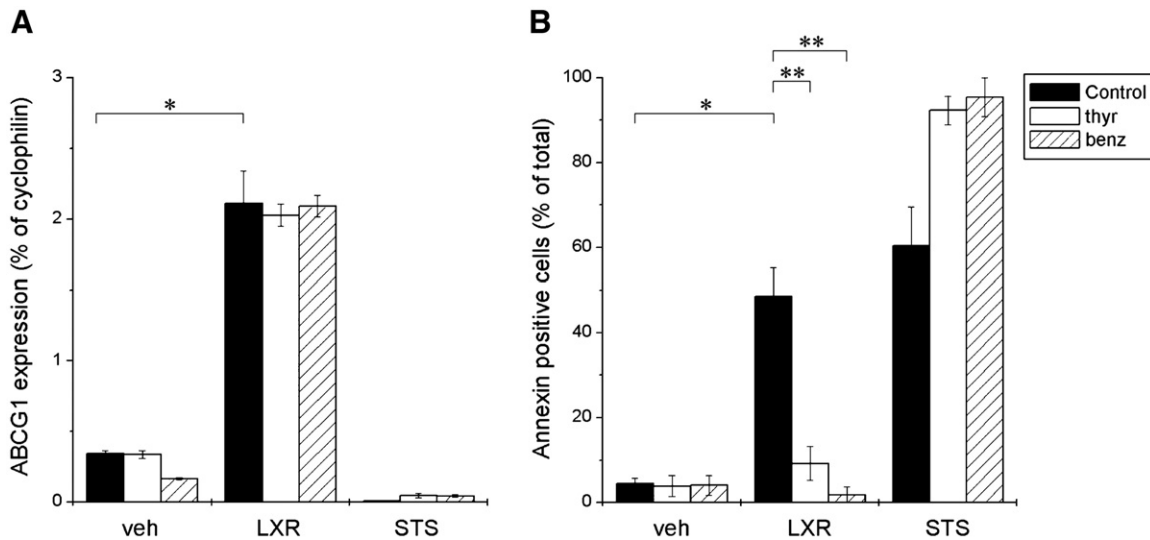 A
ABCG1 expression (% of cyclophilin)
3
2
1
0
*
veh LXR STS
B
Annexin positive cells (% of total)
100
80
60
40
20
0
*
**
**
veh LXR STS
Control
thyr
benz